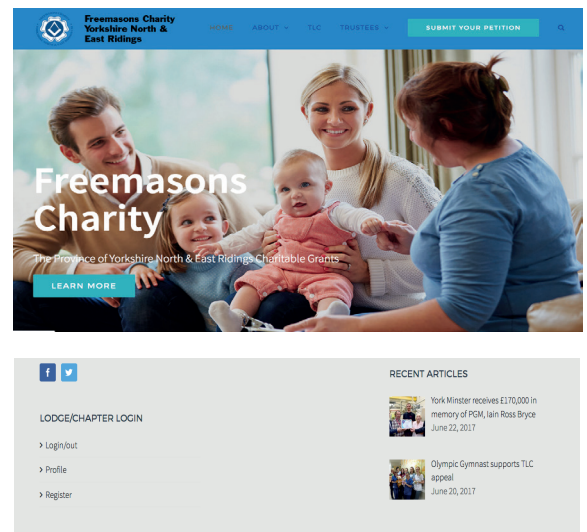 Freemasons Charity
Yorkshire North &
East Ridings
HOME
ABOUT
TLC
TRUSTEES
SUBMIT YOUR PETITION
Freemasons
Charity
The Province of Yorkshire North & East Ridings Charitable Grants
LEARN MORE
f
LODGE/CHAPTER LOGIN
> Login/out
> Profile
> Register
RECENT ARTICLES
York Minster receives £170,000 in
memory of PGM, Iain Ross Bryce
June 22, 2017
Olympic Gymnast supports TLC
appeal
June 20, 2017